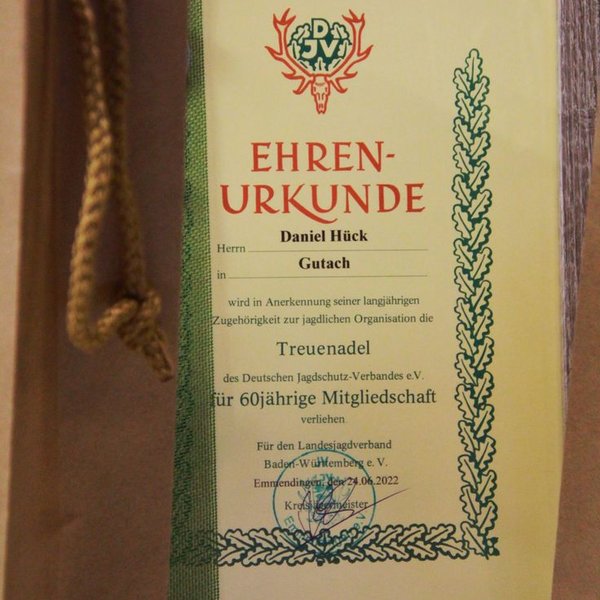 DJV
EHREN-
URKUNDE
Herrn Daniel Hück
in Gutach
wird in Anerkennung seiner langjährigen
Zugehörigkeit zur jagdlichen Organisation die
Treuenadel
des Deutschen Jagdschutz-Verbandes e.V.
für 60jährige Mitgliedschaft
verliehen
Für den Landesjagdverband
Baden-Württemberg e. V.
Emmendingen, den 24.06.2022
Kreisjägermeister